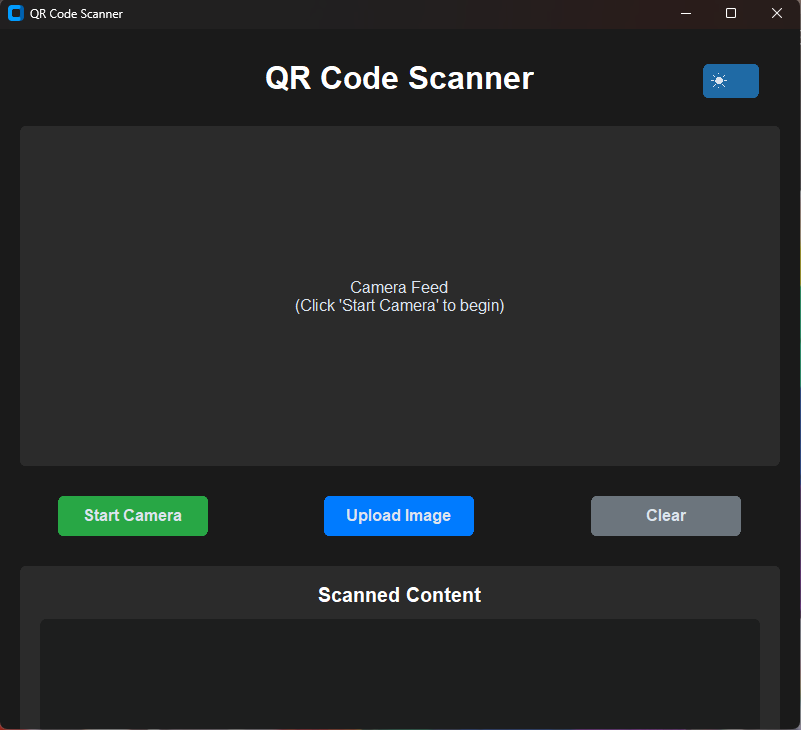 QR Code Scanner
QR Code Scanner
Camera Feed
(Click 'Start Camera' to begin)
Start Camera
Upload Image
Clear
Scanned Content